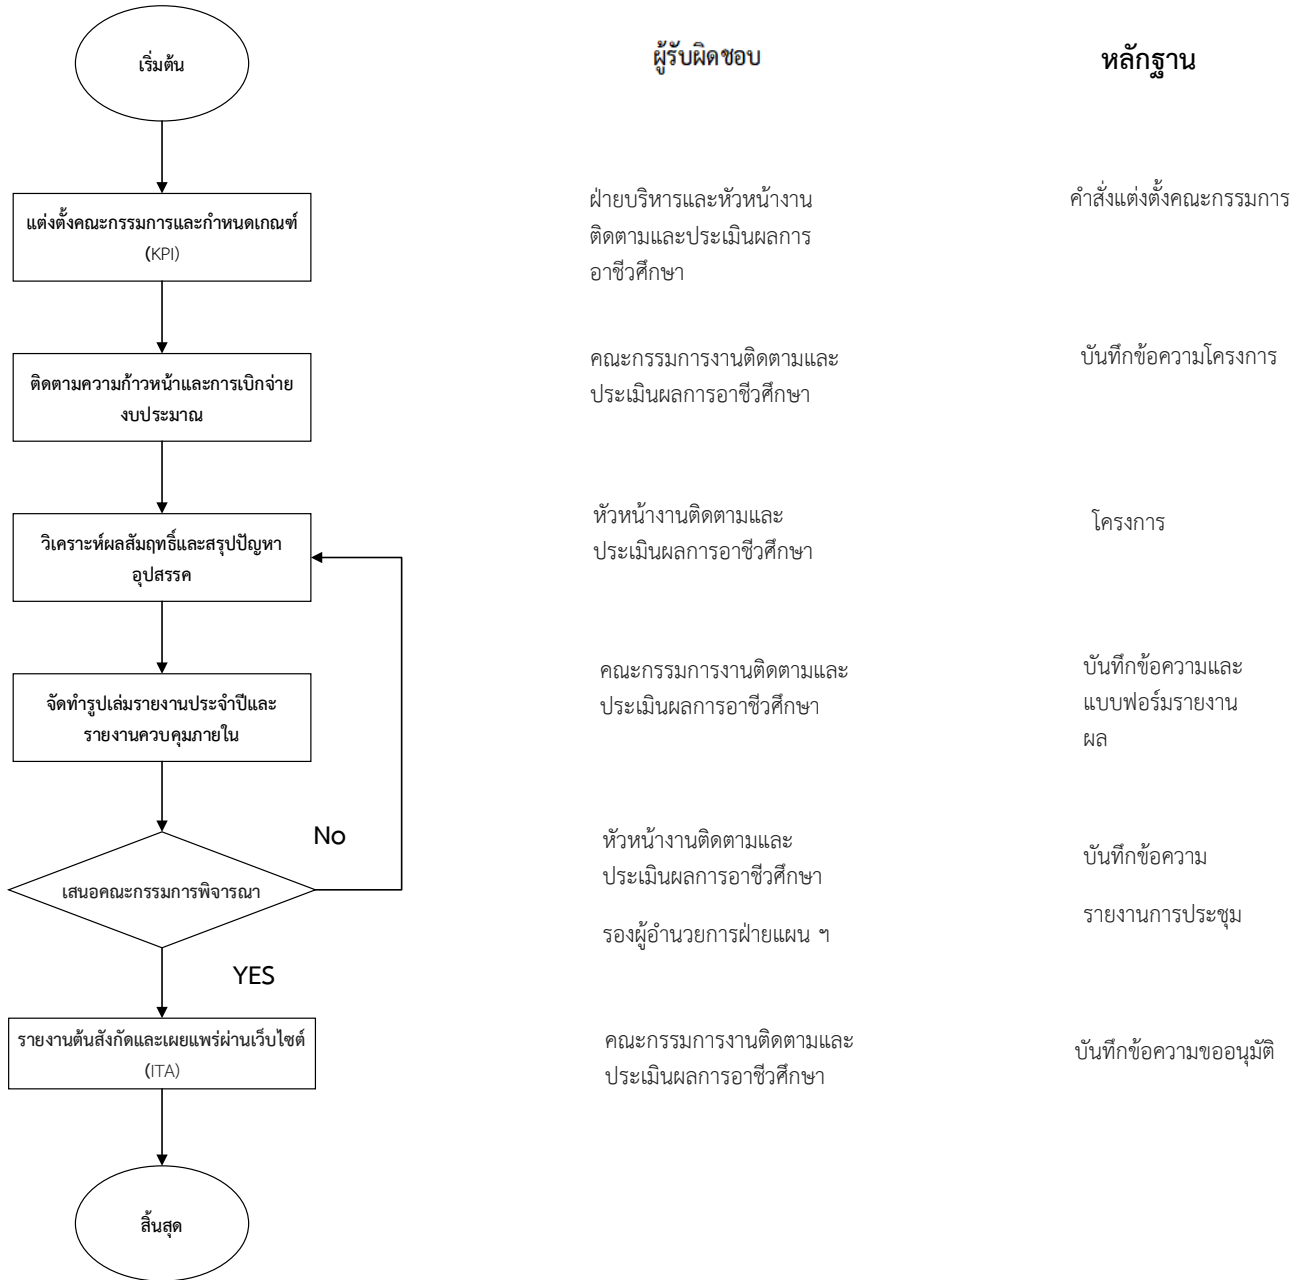 เริ่มต้น
ผู้รับผิดชอบ
หลักฐาน
แต่งตั้งคณะกรรมการและกำหนดเกณฑ์
(KPI)
ฝ่ายบริหารและหัวหน้างาน
ติดตามและประเมินผลการ
อาชีวศึกษา
คำสั่งแต่งตั้งคณะกรรมการ
ติดตามความก้าวหน้าและการเบิกจ่าย
งบประมาณ
คณะกรรมการงานติดตามและ
ประเมินผลการอาชีวศึกษา
บันทึกข้อความโครงการ
วิเคราะห์ผลสัมฤทธิ์และสรุปปัญหา
อุปสรรค
หัวหน้างานติดตามและ
ประเมินผลการอาชีวศึกษา
โครงการ
จัดทำรูปเล่มรายงานประจำปีและ
รายงานควบคุมภายใน
คณะกรรมการงานติดตามและ
ประเมินผลการอาชีวศึกษา
บันทึกข้อความและ
แบบฟอร์มรายงาน
ผล
No
เสนอคณะกรรมการพิจารณา
หัวหน้างานติดตามและ
ประเมินผลการอาชีวศึกษา
รองผู้อำนวยการฝ่ายแผน ฯ
บันทึกข้อความ
รายงานการประชุม
YES
รายงานต้นสังกัดและเผยแพร่ผ่านเว็บไซต์
(ITA)
คณะกรรมการงานติดตามและ
ประเมินผลการอาชีวศึกษา
บันทึกข้อความขออนุมัติ
สิ้นสุด